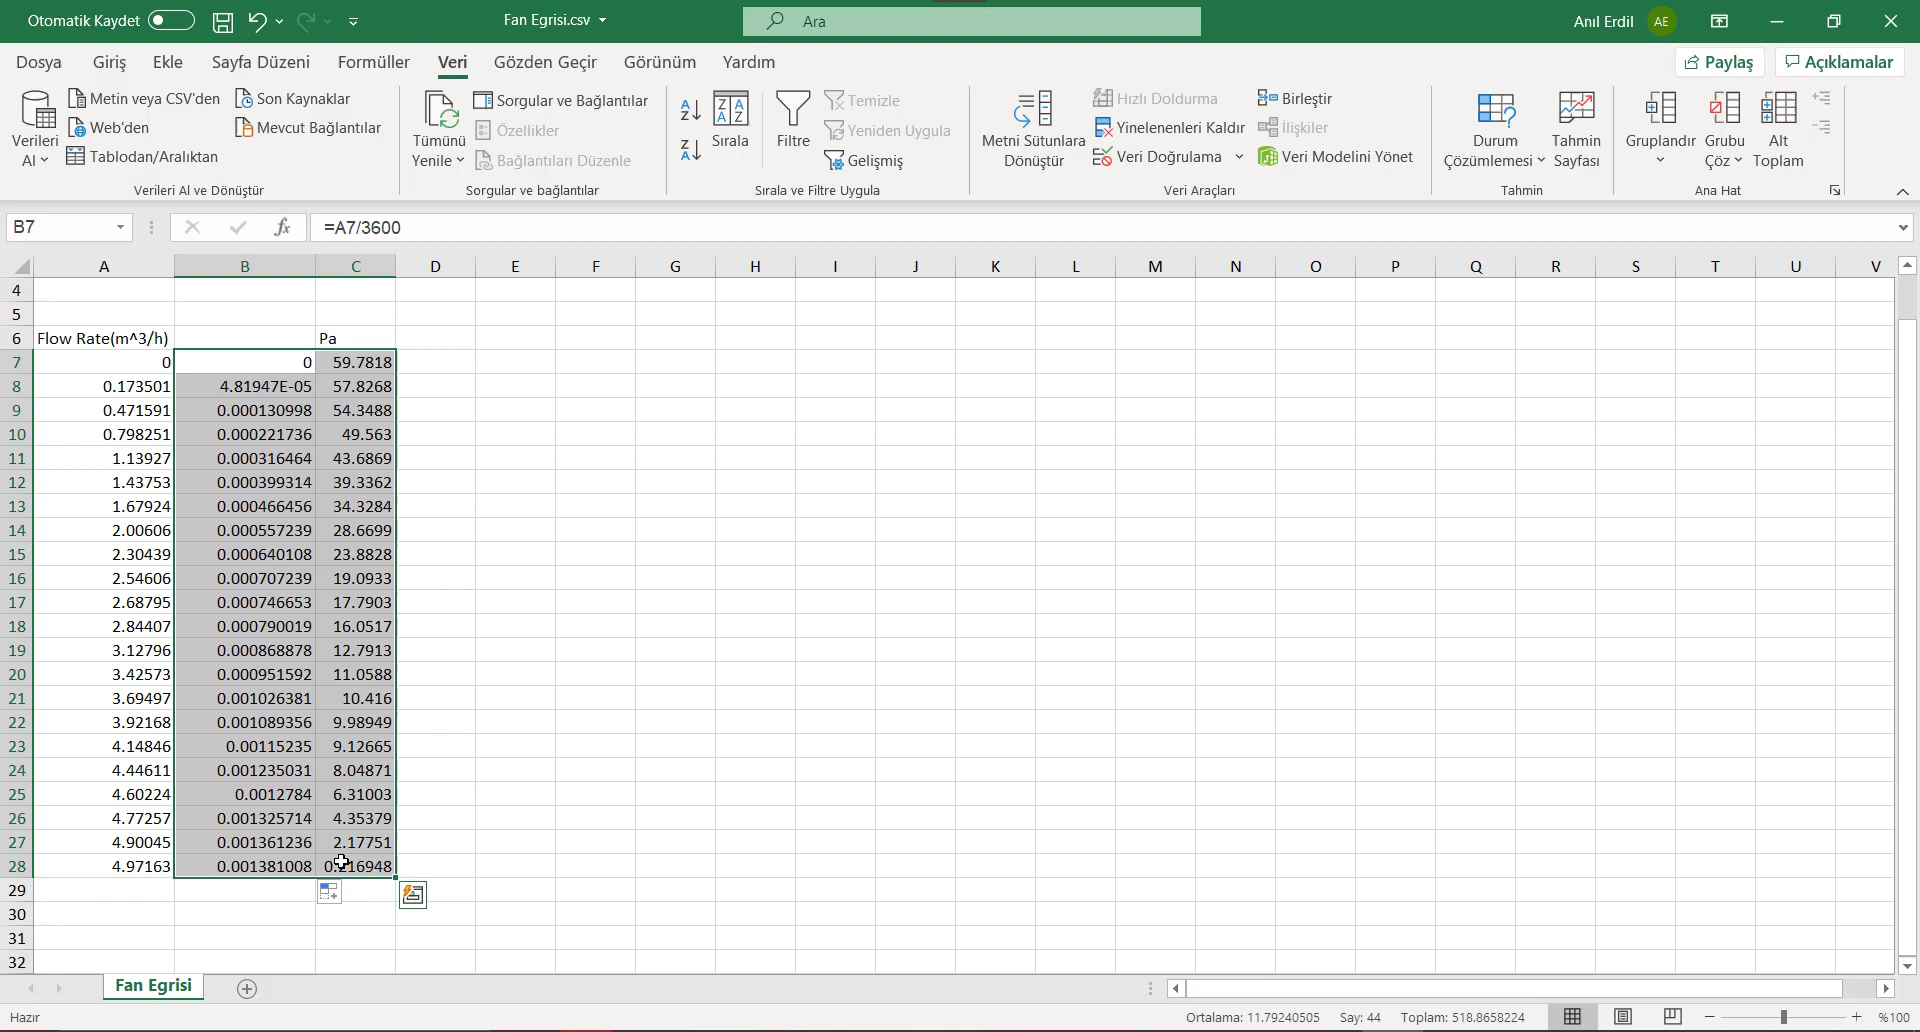 Otomatik Kaydet
Fan Egrisi.csv
Ara
Anıl Erdil
AE
Dosya Giriş Ekle Sayfa Düzeni Formüller Veri Gözden Geçir Görünüm Yardım
Paylaş
Açıklamalar
Verileri Al
Metin veya CSV'den
Web'den
Tablodan/Aralıktan
Son Kaynaklar
Mevcut Bağlantılar
Verileri Al ve Dönüştür
Tümünü Yenile
Sorgular ve Bağlantılar
Özellikler
Bağlantıları Düzenle
Sorgular ve bağlantılar
A Z
Z A
Z A A Z
Sırala
Filtre
Temizle
Yeniden Uygula
Gelişmiş
Sırala ve Filtre Uygula
Metni Sütunlara Dönüştür
Hızlı Doldurma
Yinelenenleri Kaldır
Veri Doğrulama
Birleştir
İlişkiler
Veri Modelini Yönet
Veri Araçları
Durum Çözümlemesi
Tahmin Sayfası
Tahmin
Gruplandır
Grubu Çöz
Alt Toplam
Ana Hat
B7
fx
=A7/3600
A B C D E F G H I J K L M N O P Q R S T U V
4
5
6 Flow Rate(m^3/h) Pa
7 0 0 59.7818
8 0.173501 4.81947E-05 57.8268
9 0.471591 0.000130998 54.3488
10 0.798251 0.000221736 49.563
11 1.13927 0.000316464 43.6869
12 1.43753 0.000399314 39.3362
13 1.67924 0.000466456 34.3284
14 2.00606 0.000557239 28.6699
15 2.30439 0.000640108 23.8828
16 2.54606 0.000707239 19.0933
17 2.68795 0.000746653 17.7903
18 2.84407 0.000790019 16.0517
19 3.12796 0.000868878 12.7913
20 3.42573 0.000951592 11.0588
21 3.69497 0.001026381 10.416
22 3.92168 0.001089356 9.98949
23 4.14846 0.00115235 9.12665
24 4.44611 0.001235031 8.04871
25 4.60224 0.0012784 6.31003
26 4.77257 0.001325714 4.35379
27 4.90045 0.001361236 2.17751
28 4.97163 0.001381008
29
30
31
32
Fan Egrisi
Hazır
Ortalama: 11.79240505 Say: 44 Toplam: 518.8658224
%100